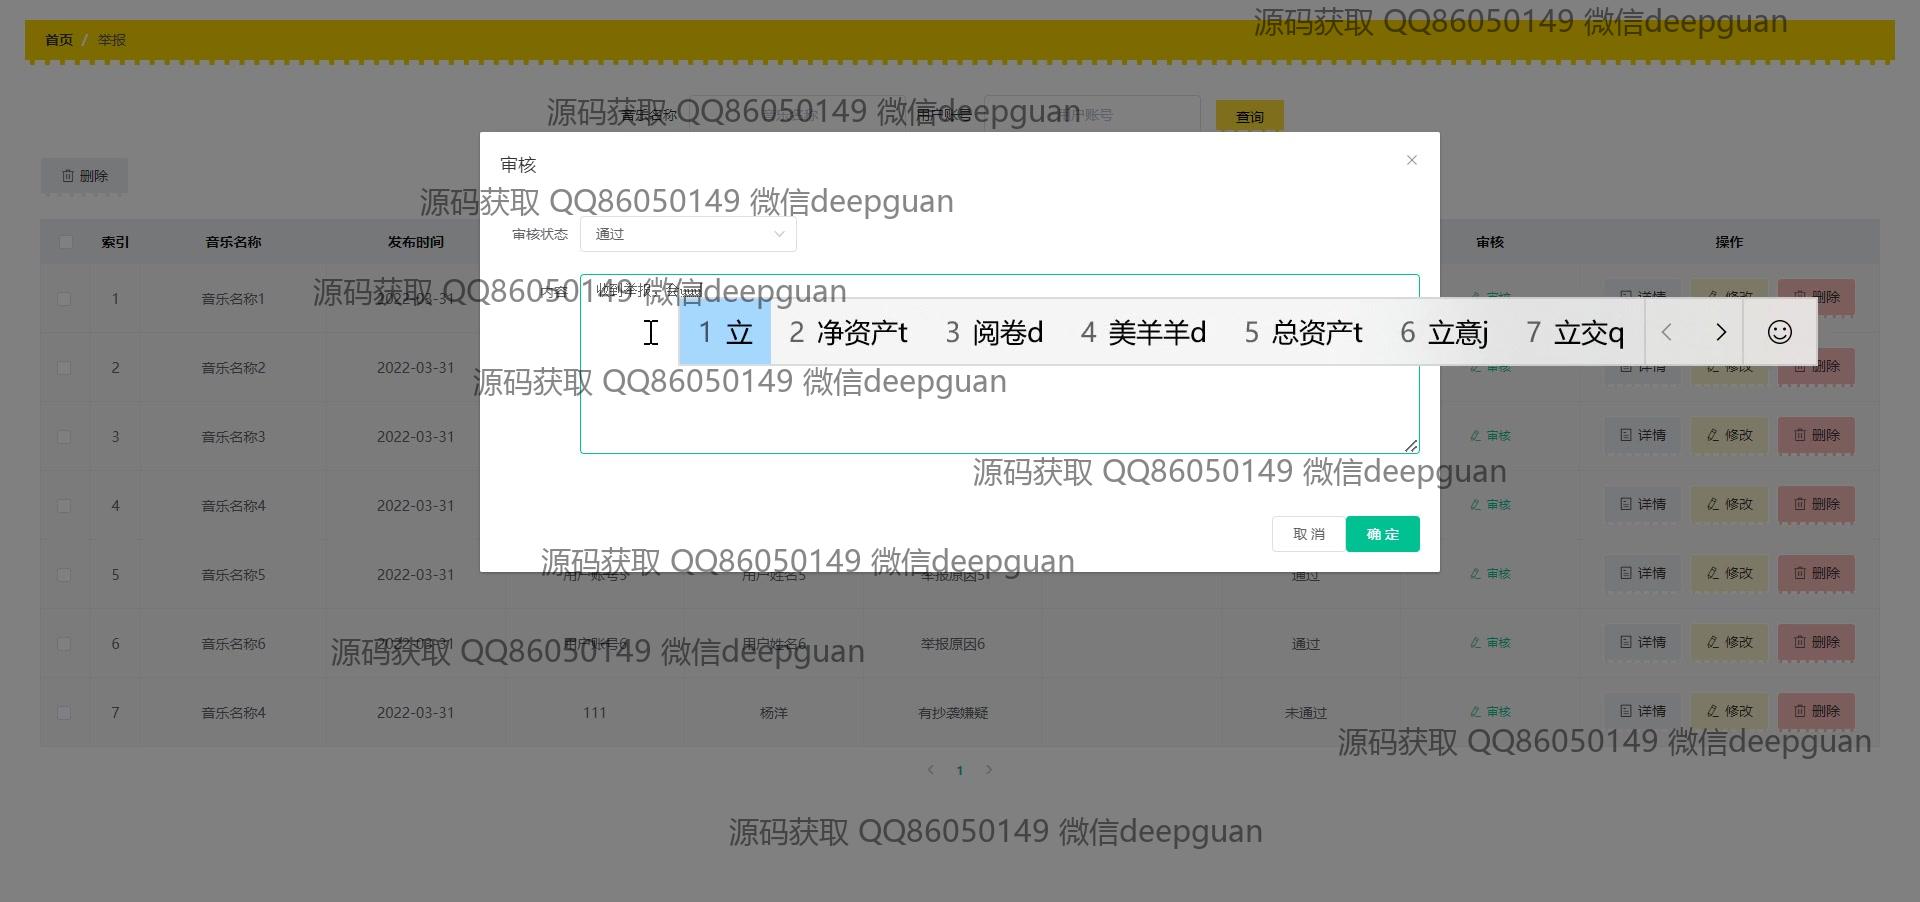 首页 / 举报
源码获取 QQ86050149 微信deepguan
源码获取 QQ86050149 微信deepguan
音乐名称 音乐名称 用户账号 用户账号 查询
审核
删除
源码获取 QQ86050149 微信deepguan
审核状态 通过
索引 音乐名称 发布时间 审核 操作
内容 收到举报，会
源码获取 QQ86050149 微信deepguan
1 音乐名称1 2022-03-31 审核 详情 修改 删除
1 立 2 净资产t 3 阅卷d 4 美羊羊d 5 总资产t 6 立意j 7 立交q
2 音乐名称2 2022-03-31 审核 详情 修改 删除
源码获取 QQ86050149 微信deepguan
3 音乐名称3 2022-03-31 审核 详情 修改 删除
源码获取 QQ86050149 微信deepguan
4 音乐名称4 2022-03-31 审核 详情 修改 删除
取消 确定
源码获取 QQ86050149 微信deepguan
5 音乐名称5 2022-03-31 用户账号5 用户姓名5 举报原因5 通过 审核 详情 修改 删除
6 音乐名称6 2022-03-31 用户账号6 用户姓名6 举报原因6 通过 审核 详情 修改 删除
源码获取 QQ86050149 微信deepguan
7 音乐名称4 2022-03-31 111 杨洋 有抄袭嫌疑 未通过 审核 详情 修改 删除
源码获取 QQ86050149 微信deepguan
1
源码获取 QQ86050149 微信deepguan